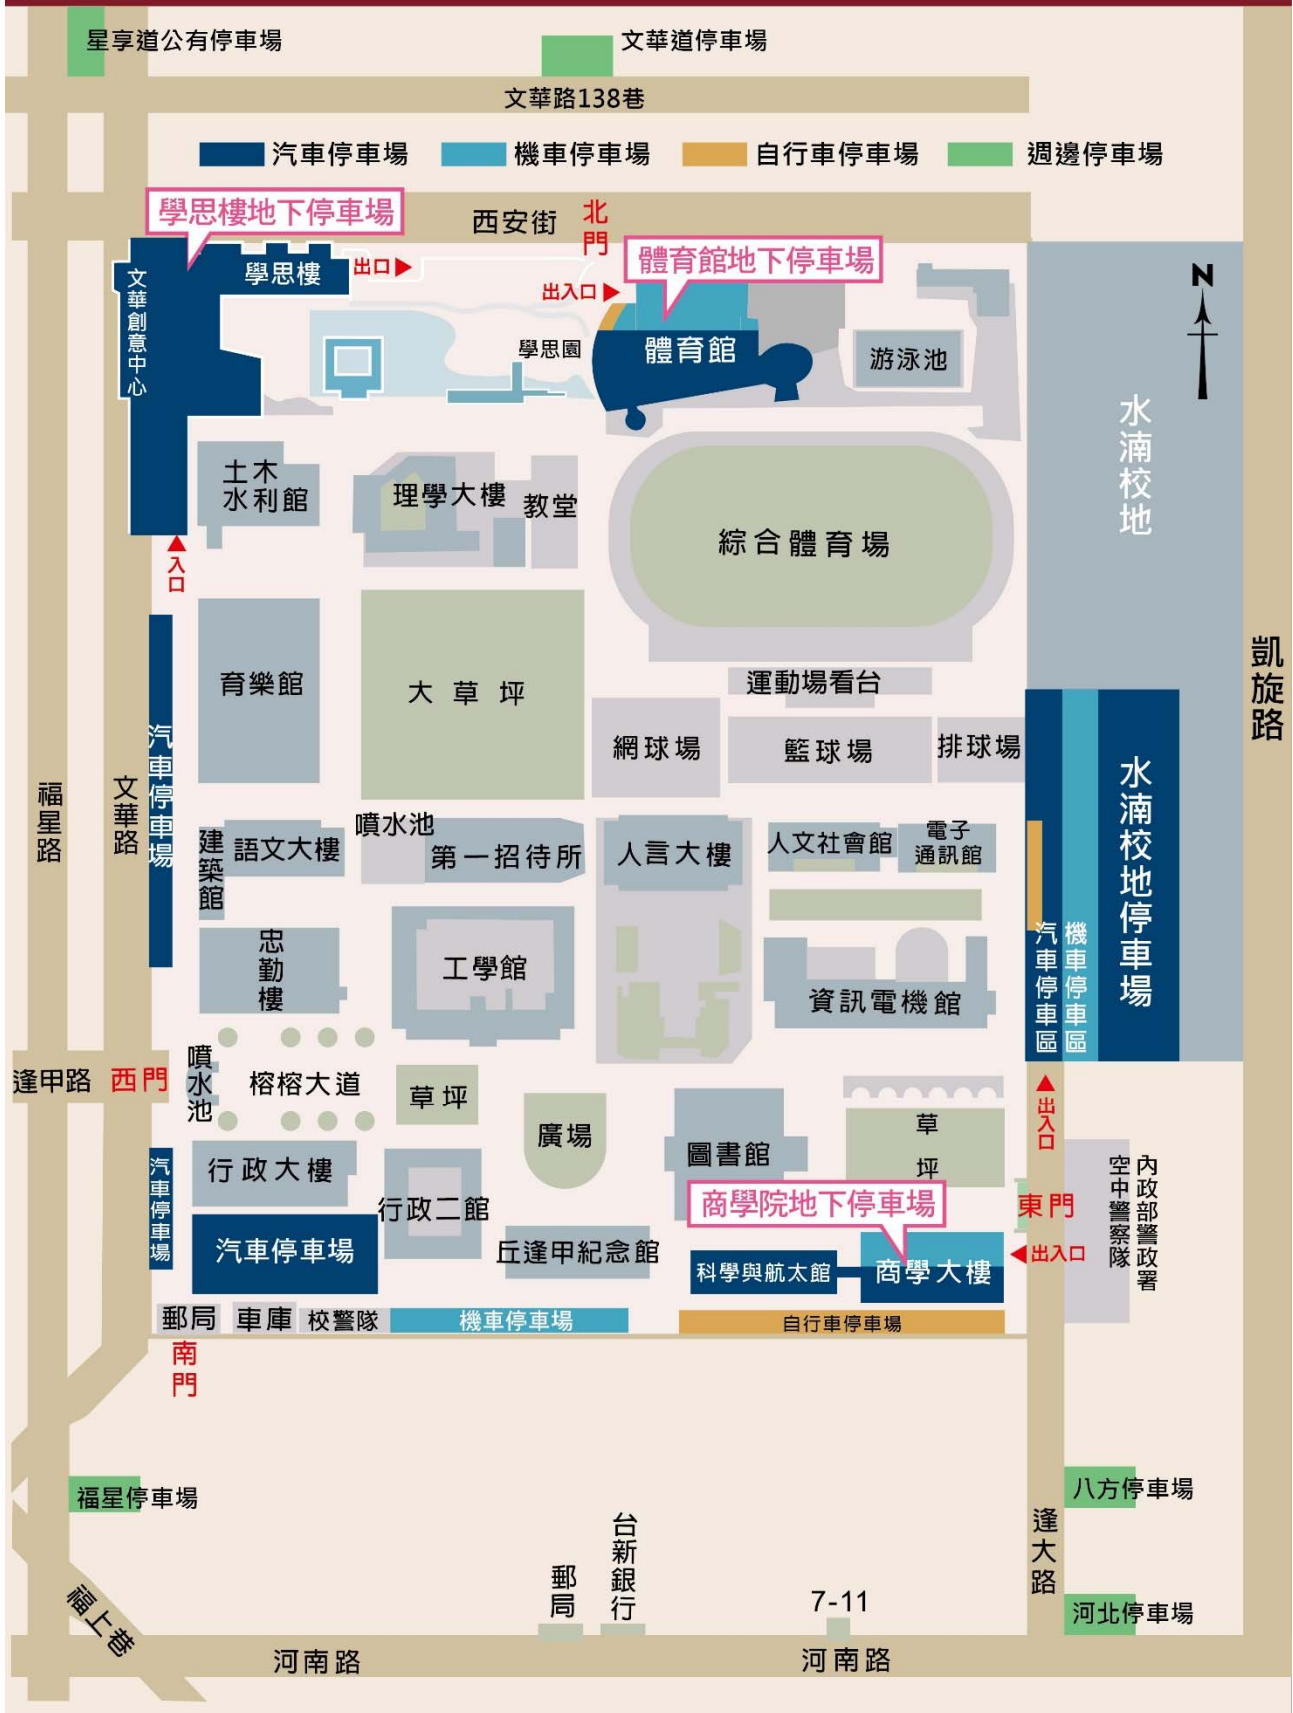 星享道公有停車場
文華道停車場
文華路138巷
汽車停車場
機車停車場
自行車停車場
週邊停車場
學思樓地下停車場
西安街
北門
體育館地下停車場
文華創意中心
學思樓
出口
出入口
學思園
體育館
游泳池
N
水湳校地
土木
水利館
理學大樓
教堂
綜合體育場
入口
育樂館
大草坪
運動場看台
網球場
籃球場
排球場
凱旋路
福星路
文華路
汽車停車場
水湳校地停車場
汽車停車區
機車停車區
建築館
語文大樓
噴水池
第一招待所
人言大樓
人文社會館
電子
通訊館
忠勤樓
工學館
資訊電機館
逢甲路
西門
噴水池
榕榕大道
草坪
廣場
圖書館
草坪
出入口
汽車停車場
行政大樓
行政二館
商學院地下停車場
東門
空中警察隊
內政部警政署
汽車停車場
丘逢甲紀念館
科學與航太館
商學大樓
出入口
郵局
車庫
校警隊
機車停車場
自行車停車場
南門
福星停車場
八方停車場
逢大路
台新銀行
郵局
7-11
河北停車場
福上巷
河南路
河南路